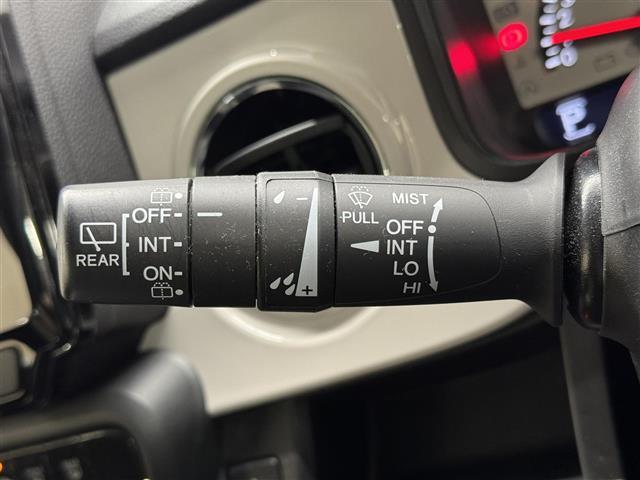 REAR
OFF
INT
ON
- +
PULL
MIST
OFF
INT
LO
HI
P